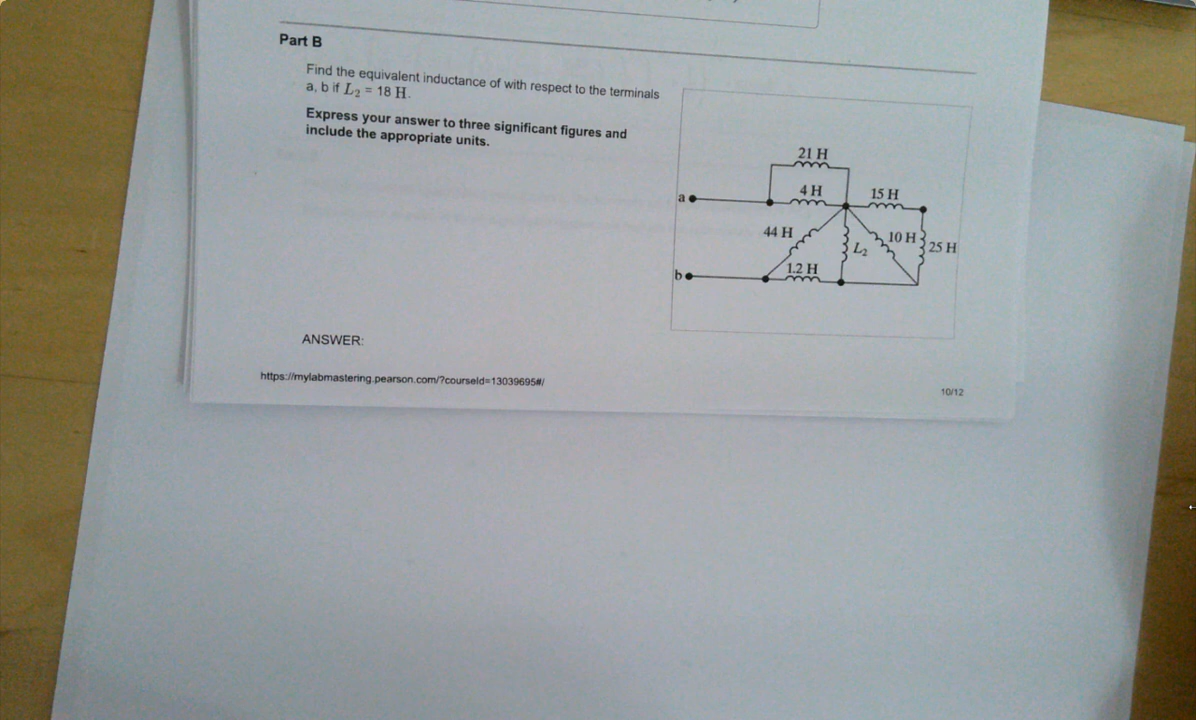 Part B
Find the equivalent inductance of with respect to the terminals
a, b if L₂ = 18 H.
Express your answer to three significant figures and
include the appropriate units.
21 H
4 H
15 H
a
44 H
L₂
10 H
25 H
1.2 H
b
ANSWER:
https://mylabmastering.pearson.com/?courseId=13039695#/
10/12